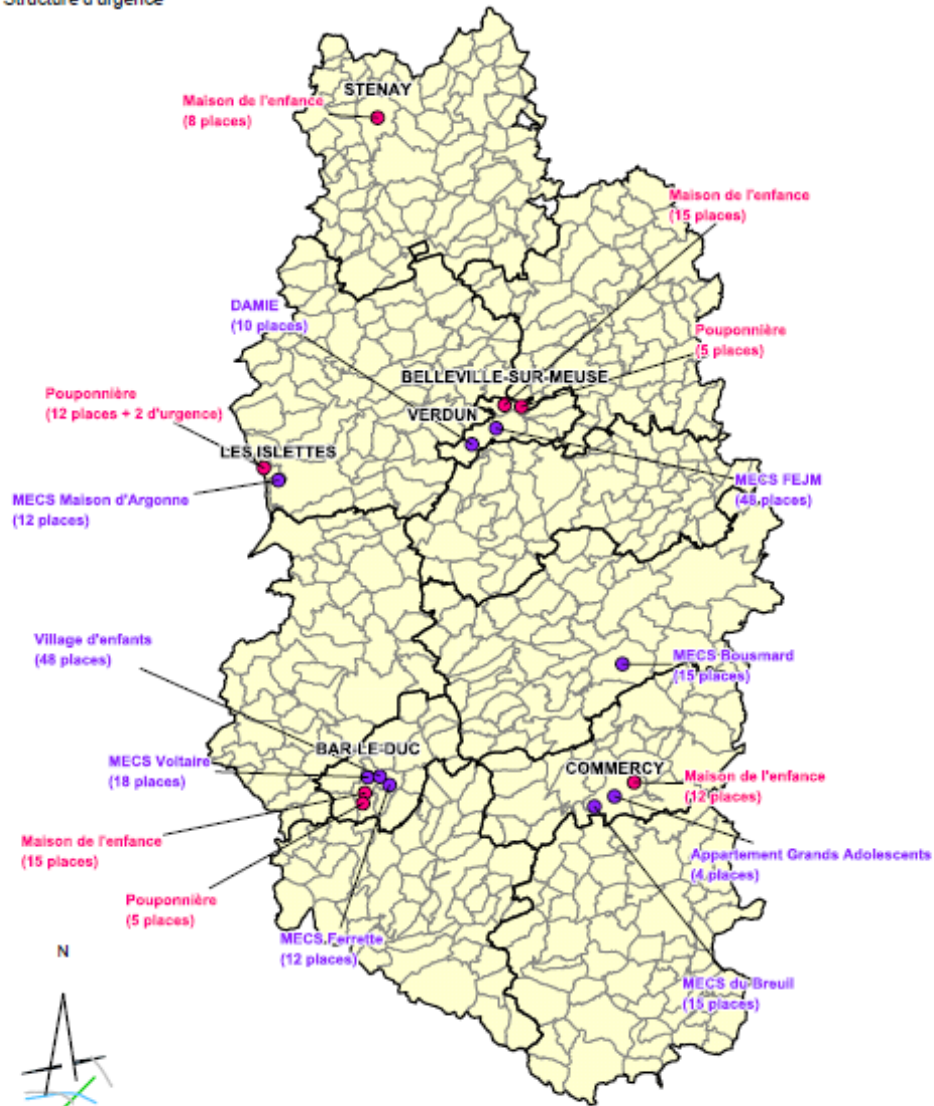 Structure d'urgence
STENAY
Maison de l'enfance
(8 places)
Maison de l'enfance
(15 places)
DAMIE
(10 places)
Pouponnière
(5 places)
BELLEVILLE-SUR-MEUSE
Pouponnière
(12 places + 2 d'urgence)
VERDUN
LES ISLETTES
MECS FEJM
(48 places)
MECS Maison d'Argonne
(12 places)
Village d'enfants
(48 places)
MECS Bousmard
(15 places)
BAR-LE-DUC
MECS Voltaire
(18 places)
COMMERCY
Maison de l'enfance
(12 places)
Maison de l'enfance
(15 places)
Appartement Grands Adolescents
(4 places)
Pouponnière
(5 places)
MECS Ferrette
(12 places)
N
MECS du Breuil
(15 places)